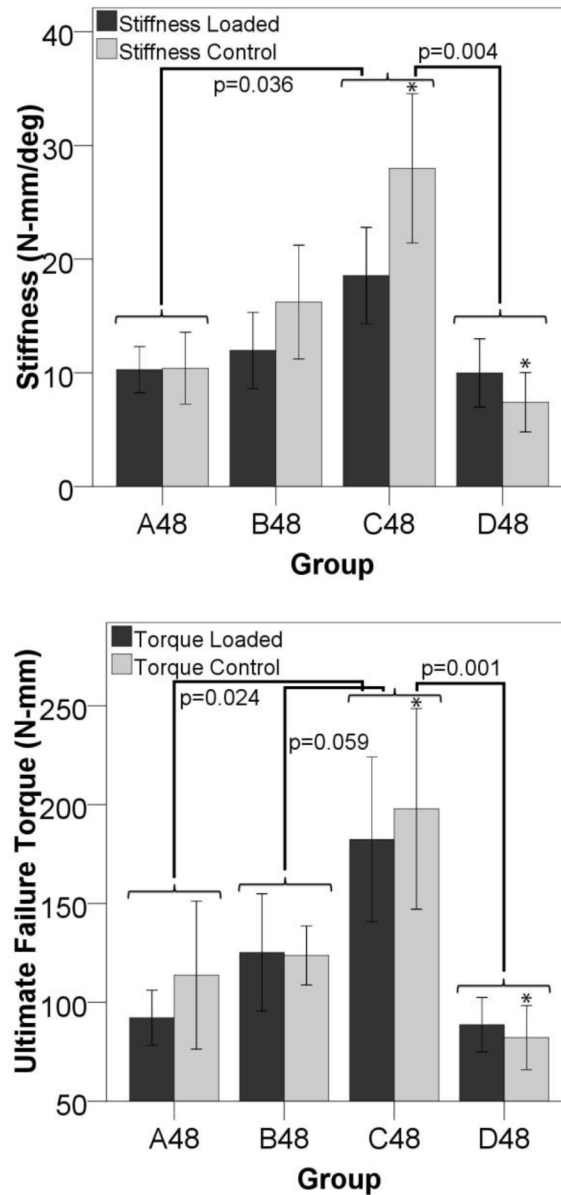 Stiffness Loaded
Stiffness Control
40
p=0.004
p=0.036
*
30
20
10
*
0
Stiffness (N-mm/deg)
A48 B48 C48 D48
Group
Torque Loaded
Torque Control
p=0.001
p=0.024
*
250
p=0.059
200
150
100
*
50
Ultimate Failure Torque (N-mm)
A48 B48 C48 D48
Group